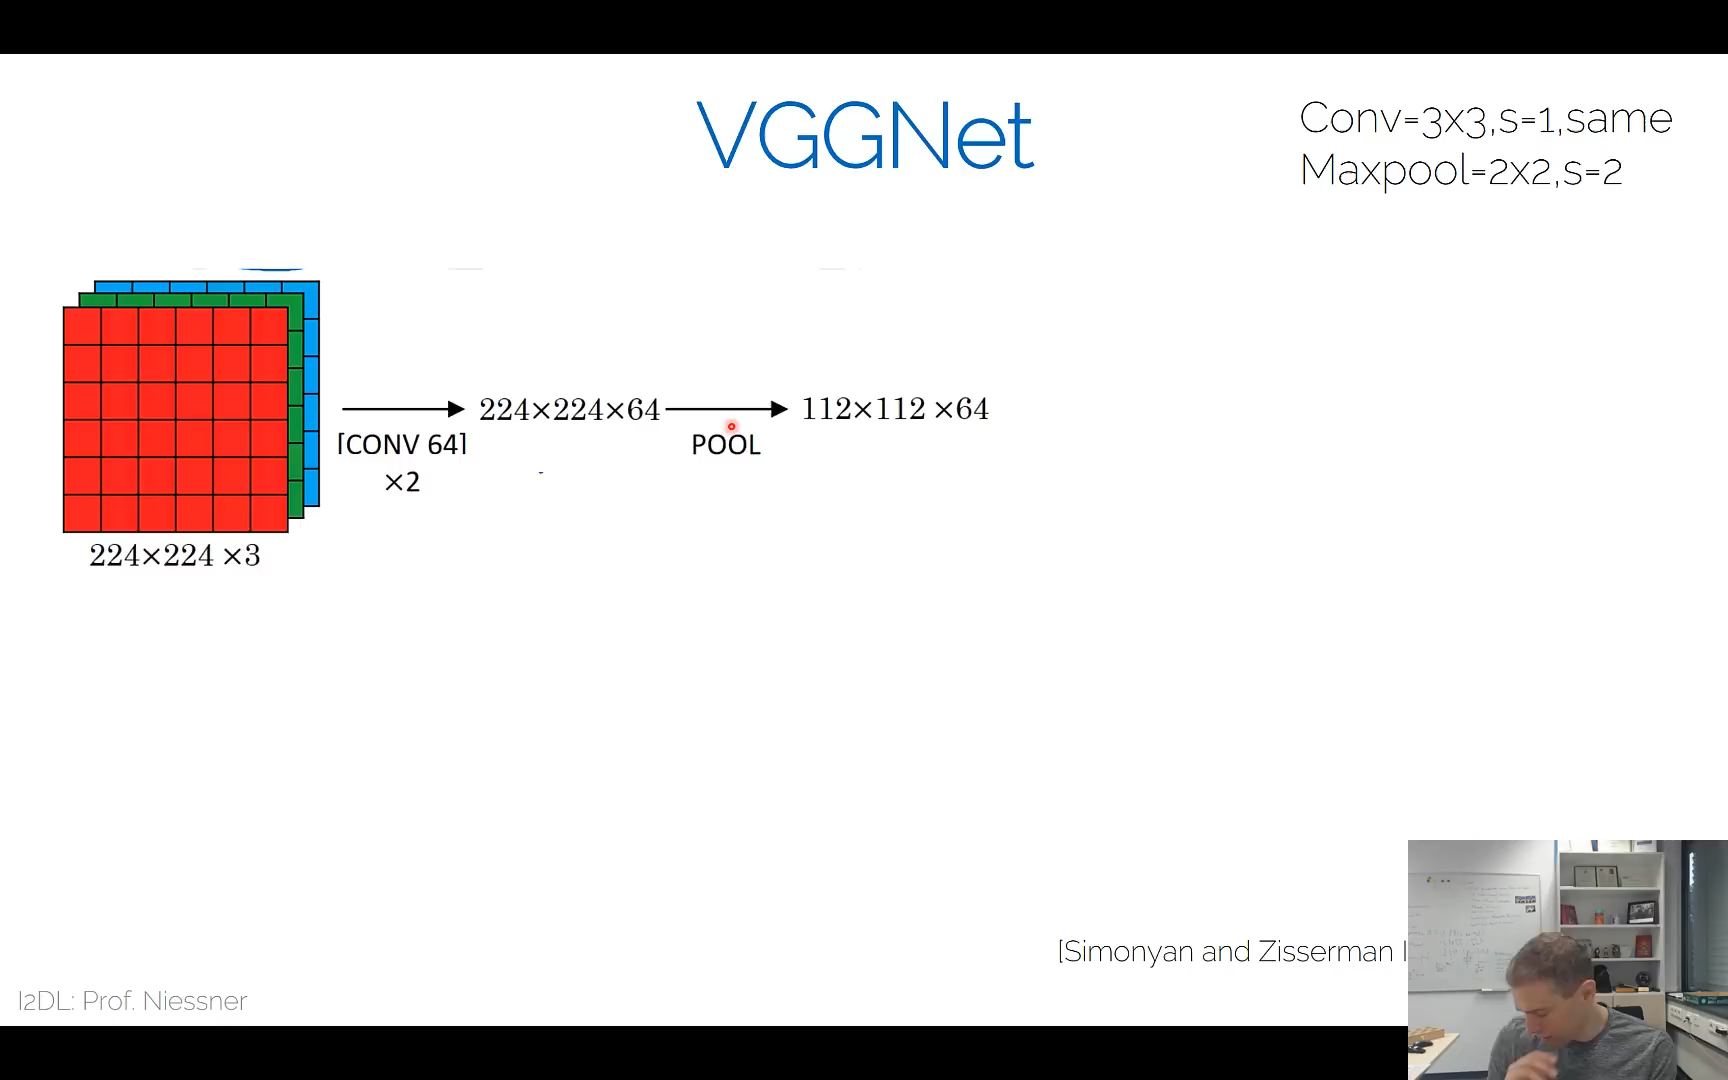 VGGNet
Conv=3x3,s=1,same
Maxpool=2x2,s=2
224×224×64
112×112 ×64
[CONV 64]
×2
POOL
224×224 ×3
[Simonyan and Zisserman
I2DL: Prof. Niessner